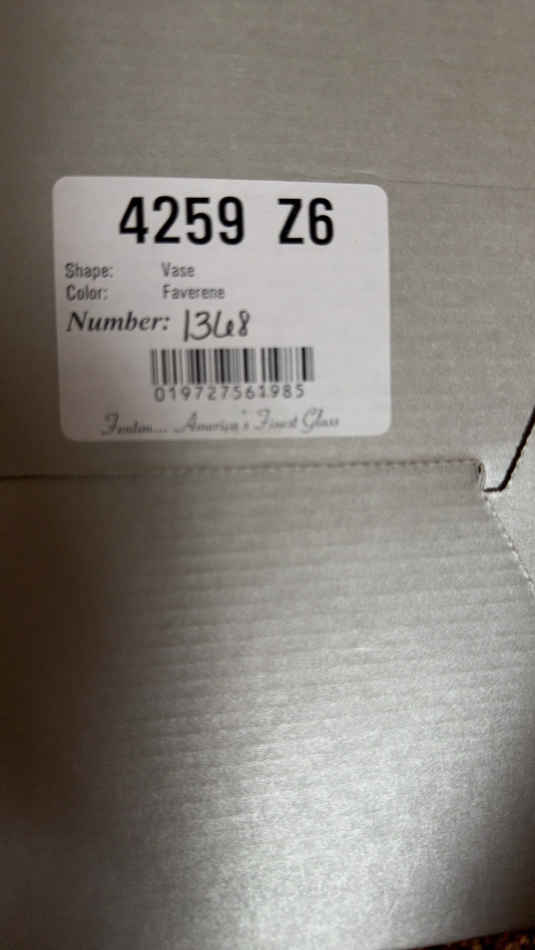 4259 Z6
Shape: Vase
Color: Faverene
Number: 1368
019727561985
Fenton... America's Finest Glass